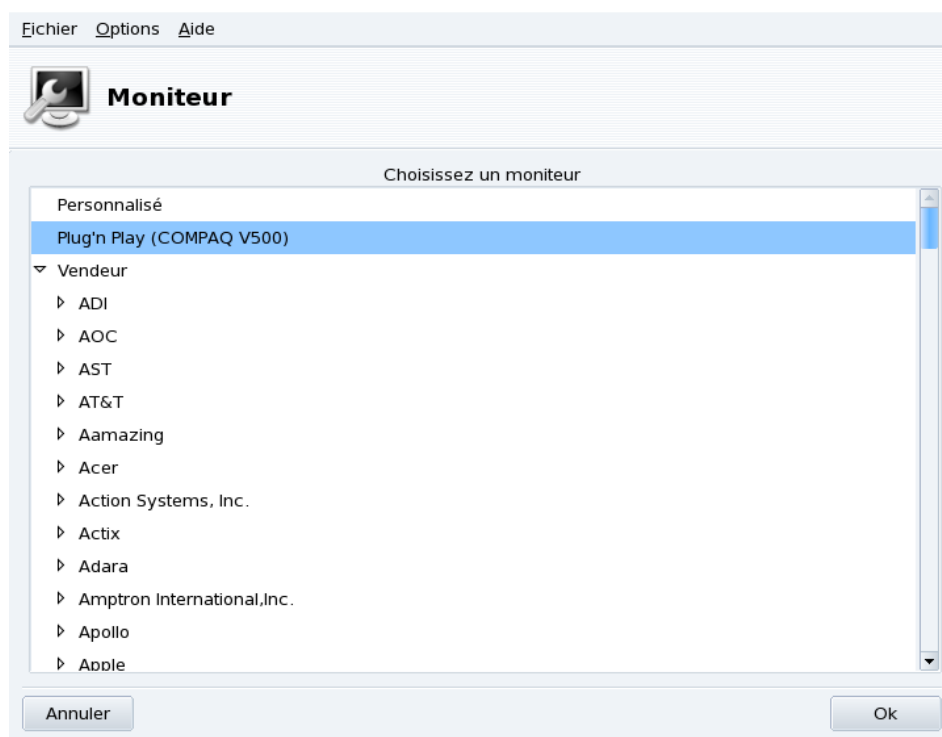 Fichier Options Aide
Moniteur
Choisissez un moniteur
Personnalisé
Plug'n Play (COMPAQ V500)
Vendeur
ADI
AOC
AST
AT&T
Aamazing
Acer
Action Systems, Inc.
Actix
Adara
Amptron International,Inc.
Apollo
Apple
Annuler Ok